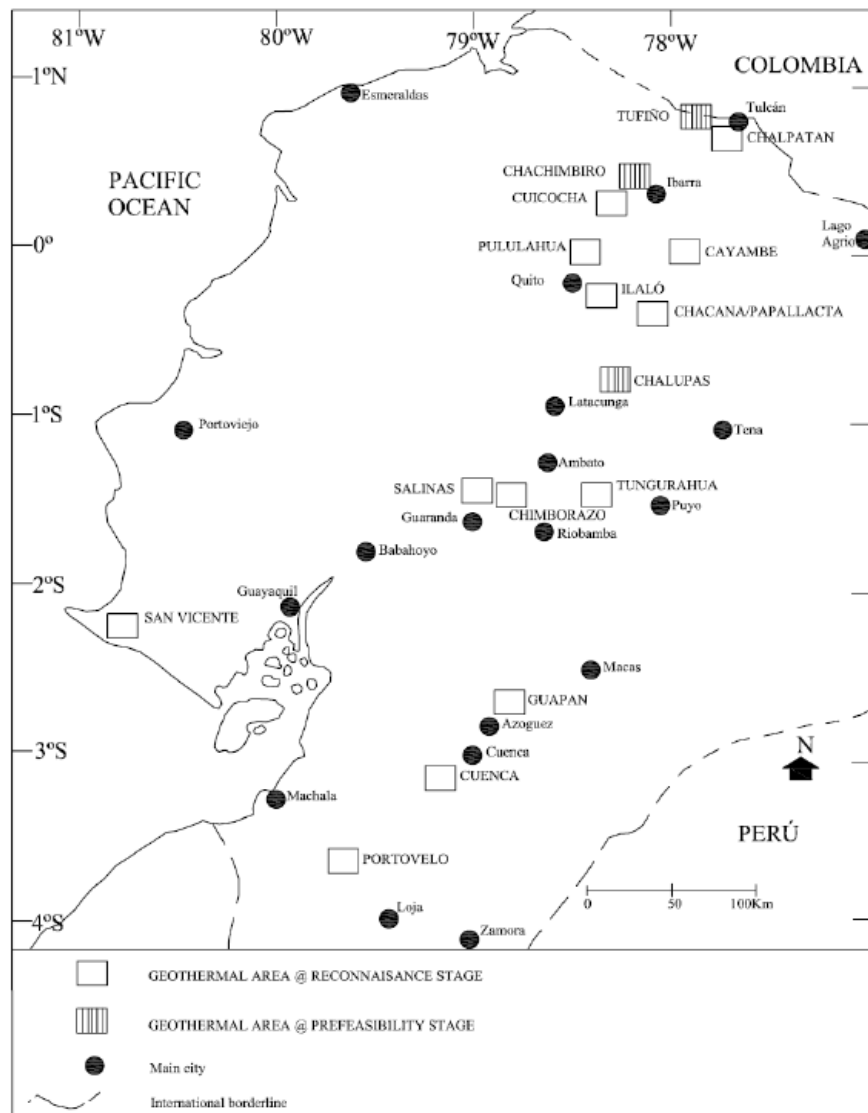 81ºW 80ºW 79ºW 78ºW
1ºN
COLOMBIA
Esmeraldas
TUFIÑO
Tulcán
CHALPATAN
PACIFIC
OCEAN
CHACHIMBIRO
Ibarra
CUICOCHA
Lago
Agrio
0º
PULULAHUA
CAYAMBE
Quito
ILALÓ
CHACANA/PAPALLACTA
CHALUPAS
Latacunga
1ºS
Portoviejo
Tena
Ambato
SALINAS
TUNGURAHUA
Guaranda
CHIMBORAZO
Puyo
Riobamba
Babahoyo
2ºS
Guayaquil
SAN VICENTE
Macas
GUAPAN
Azoguez
3ºS
Cuenca
N
CUENCA
Machala
PERÚ
PORTOVELO
0 50 100Km
Loja
4ºS
Zamora
GEOTHERMAL AREA @ RECONNAISANCE STAGE
GEOTHERMAL AREA @ PREFEASIBILITY STAGE
Main city
International borderline